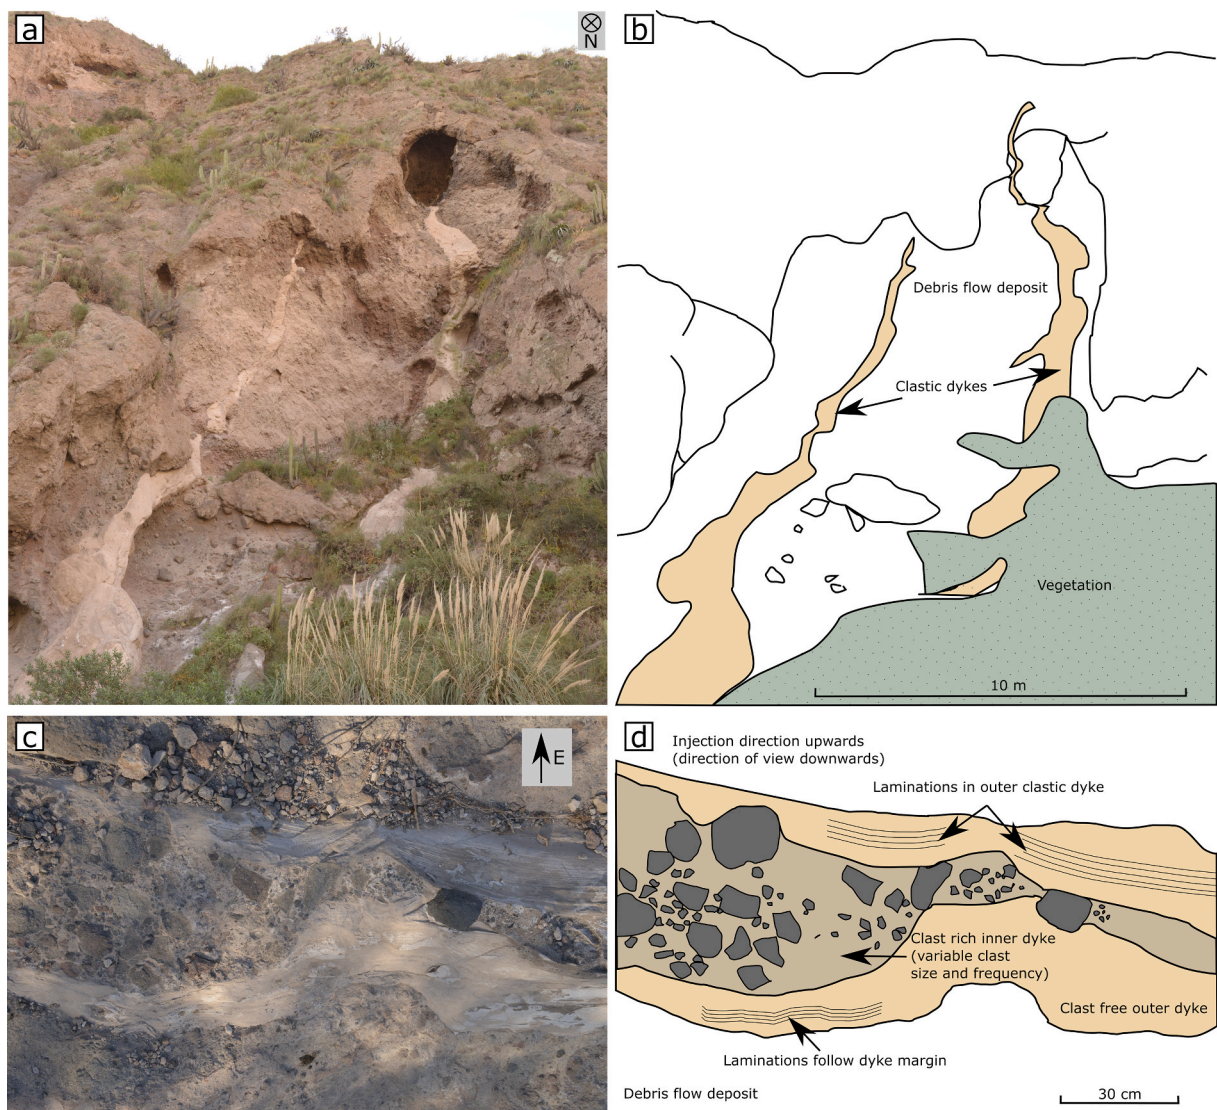 a
N
b
Debris flow deposit
Clastic dykes
Vegetation
10 m
c
E
d
Injection direction upwards
(direction of view downwards)
Laminations in outer clastic dyke
Clast rich inner dyke
(variable clast
size and frequency)
Clast free outer dyke
Laminations follow dyke margin
Debris flow deposit
30 cm